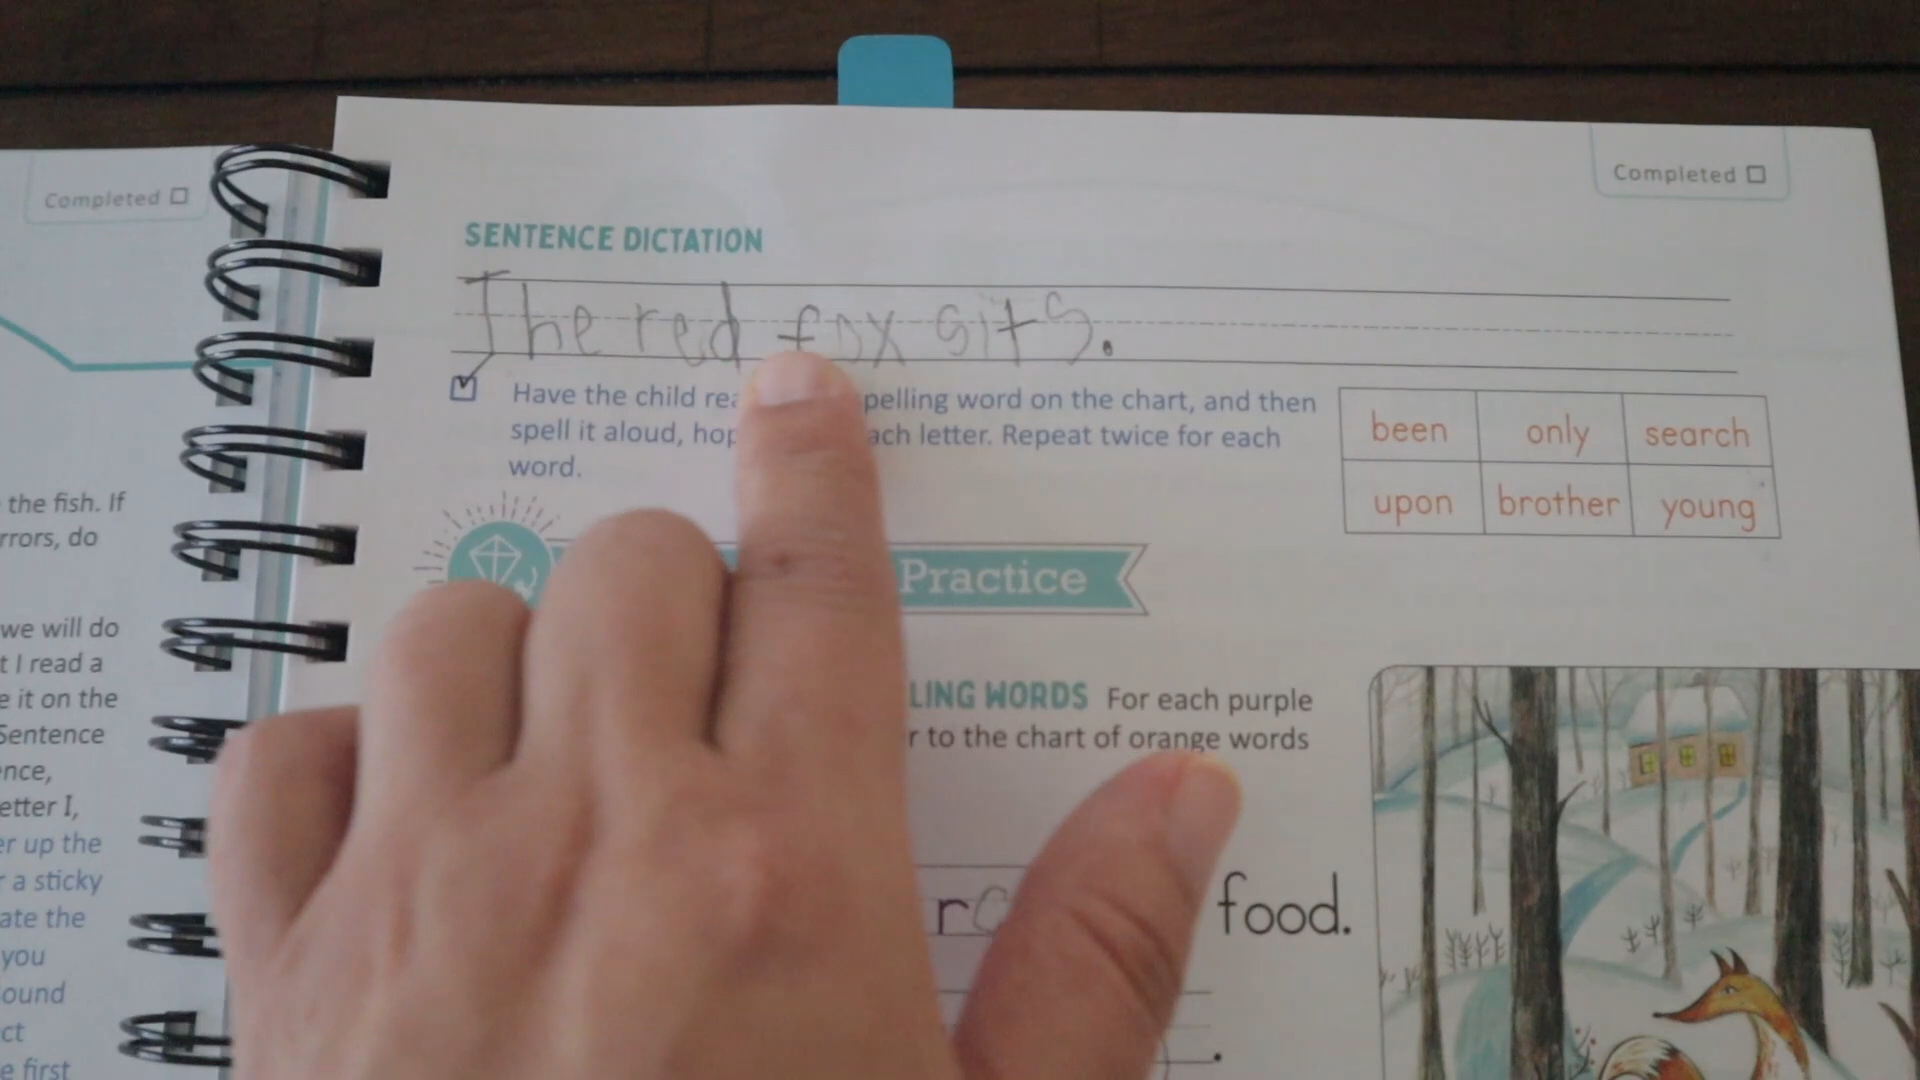 Completed
Completed
SENTENCE DICTATION
The red fox sits.
Have the child pelling word on the chart, and then
spell it aloud, ach letter. Repeat twice for each
word.
been only search
upon brother young
Practice
LING WORDS For each purple
r to the chart of orange words
food.
the fish. If
rrors, do
we will do
t I read a
e it on the
Sentence
nce,
etter I,
er up the
r a sticky
ate the
you
ound
ct
e first